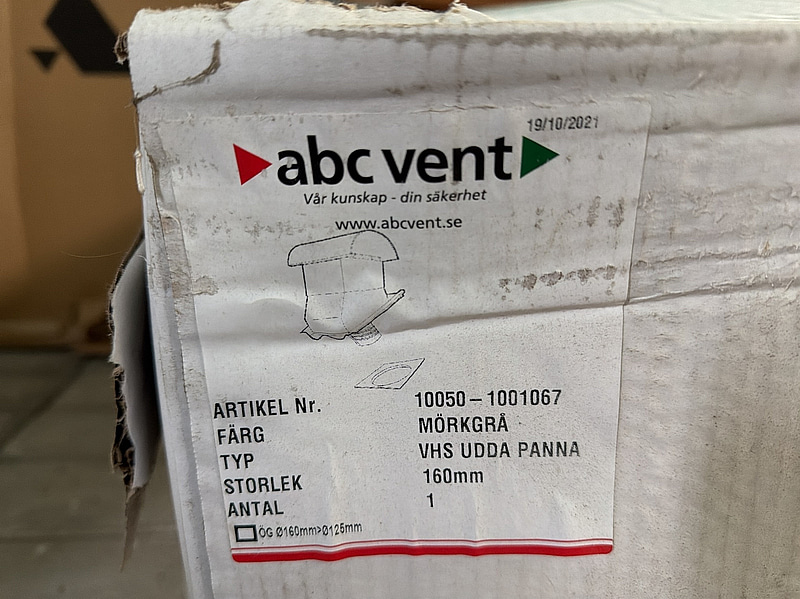 19/10/2021
abc vent
Vår kunskap - din säkerhet
www.abcvent.se
ARTIKEL Nr. 10050-1001067
FÄRG MÖRKGRÅ
TYP VHS UDDA PANNA
STORLEK 160mm
ANTAL 1
ÖG Ø160mm>Ø125mm